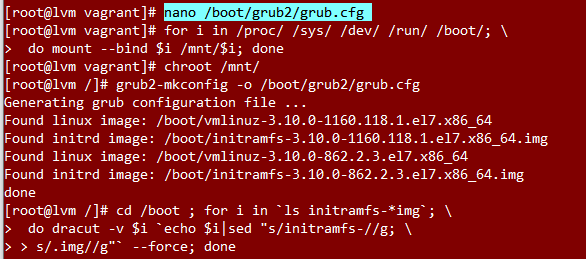 [root@lvm vagrant]# nano /boot/grub2/grub.cfg
[root@lvm vagrant]# for i in /proc/ /sys/ /dev/ /run/ /boot/; \
>  do mount --bind $i /mnt/$i; done
[root@lvm vagrant]# chroot /mnt/
[root@lvm /]# grub2-mkconfig -o /boot/grub2/grub.cfg
Generating grub configuration file ...
Found linux image: /boot/vmlinuz-3.10.0-1160.118.1.el7.x86_64
Found initrd image: /boot/initramfs-3.10.0-1160.118.1.el7.x86_64.img
Found linux image: /boot/vmlinuz-3.10.0-862.2.3.el7.x86_64
Found initrd image: /boot/initramfs-3.10.0-862.2.3.el7.x86_64.img
done
[root@lvm /]# cd /boot ; for i in `ls initramfs-*img`; \
>  do dracut -v $i `echo $i|sed "s/initramfs-//g; \
> > s/.img//g"` --force; done